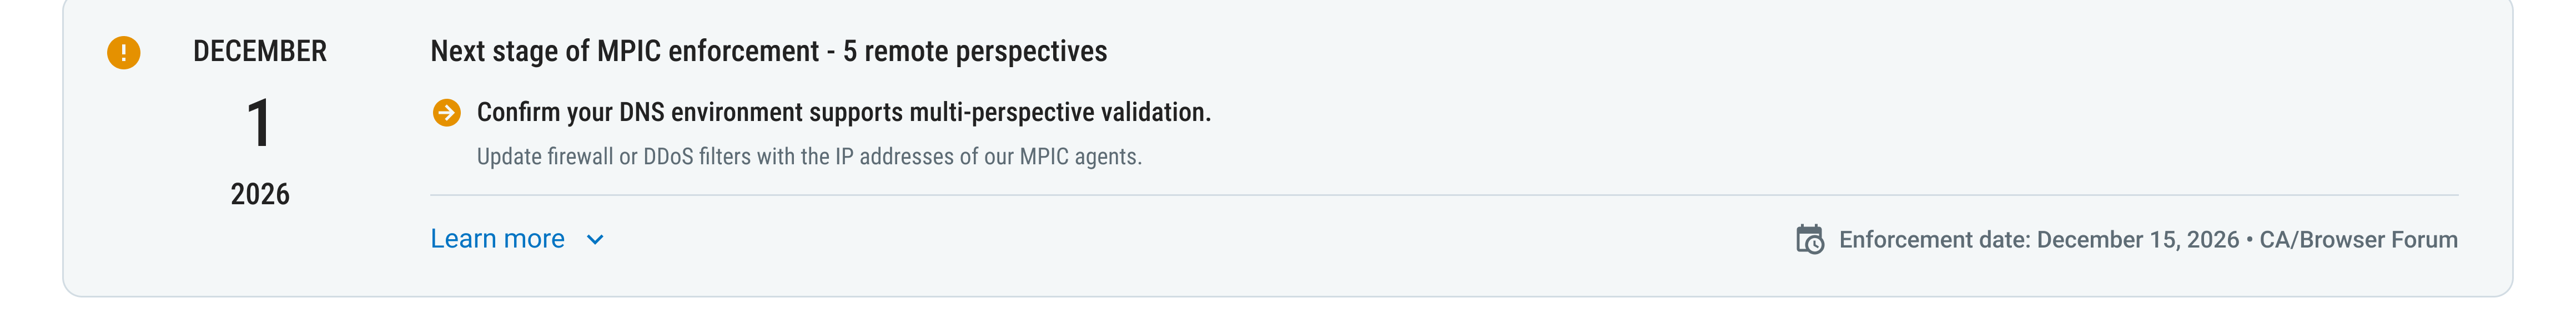 DECEMBER
1
2026
Next stage of MPIC enforcement - 5 remote perspectives
Confirm your DNS environment supports multi-perspective validation.
Update firewall or DDoS filters with the IP addresses of our MPIC agents.
Learn more
Enforcement date: December 15, 2026 • CA/Browser Forum